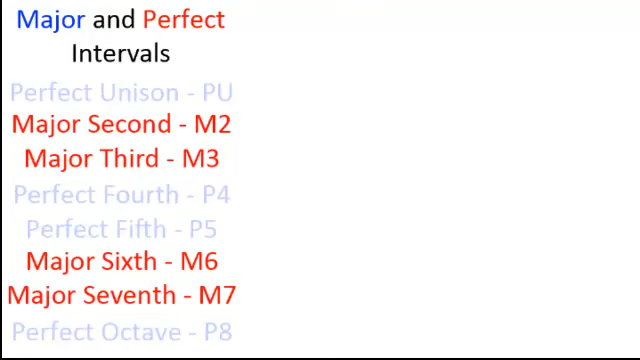 Major and Perfect
Intervals
Perfect Unison - PU
Major Second - M2
Major Third - M3
Perfect Fourth - P4
Perfect Fifth - P5
Major Sixth - M6
Major Seventh - M7
Perfect Octave - P8